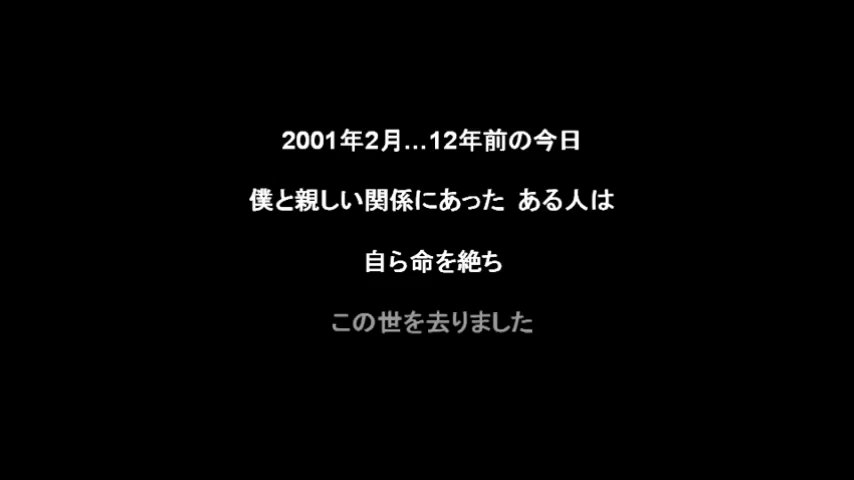 2001年2月…12年前の今日
僕と親しい関係にあった ある人は
自ら命を絶ち
この世を去りました